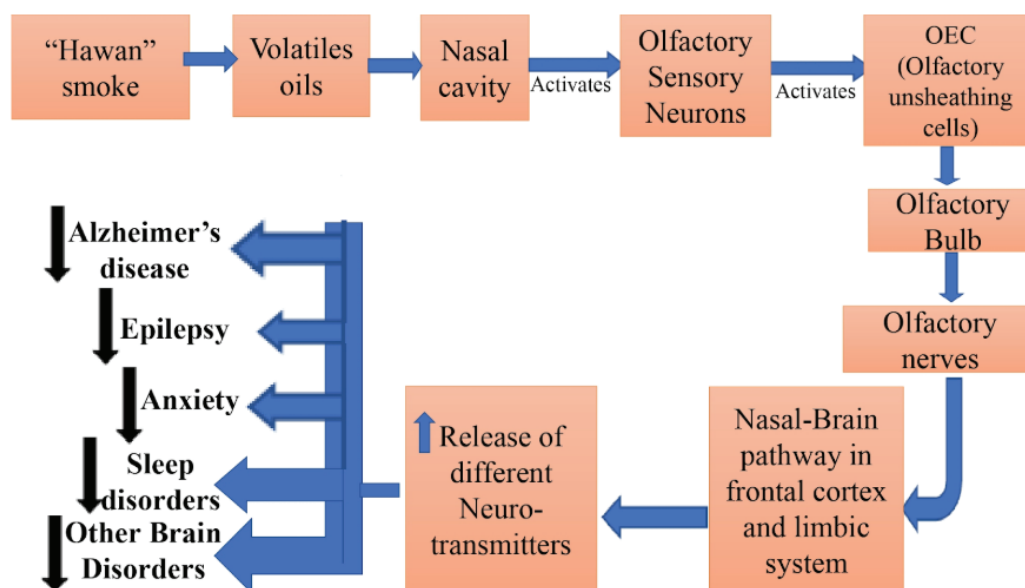 “Hawan”
smoke
Volatiles
oils
Nasal
cavity
Activates
Olfactory
Sensory
Neurons
Activates
OEC
(Olfactory
unsheathing
cells)
Olfactory
Bulb
Olfactory
nerves
Nasal-Brain
pathway in
frontal cortex
and limbic
system
Release of
different
Neuro-
transmitters
Alzheimer’s
disease
Epilepsy
Anxiety
Sleep
disorders
Other Brain
Disorders